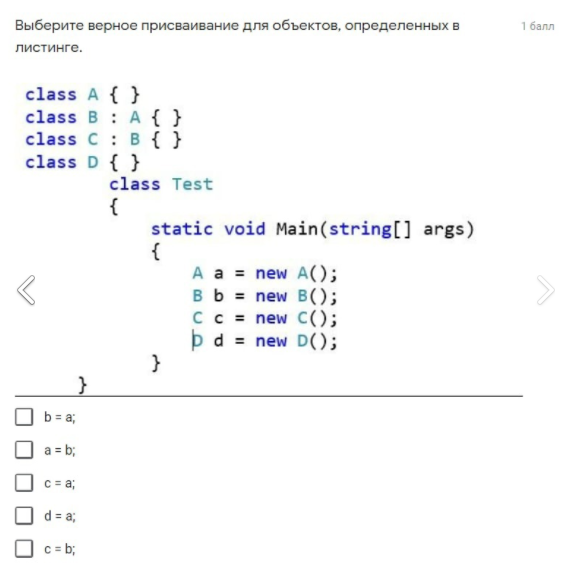 Выберите верное присваивание для объектов, определенных в
листинге.
1 балл
class A { }
class B : A { }
class C : B { }
class D { }
class Test
{
static void Main(string[] args)
{
A a = new A();
B b = new B();
C c = new C();
D d = new D();
}
}
b = a;
a = b;
c = a;
d = a;
c = b;